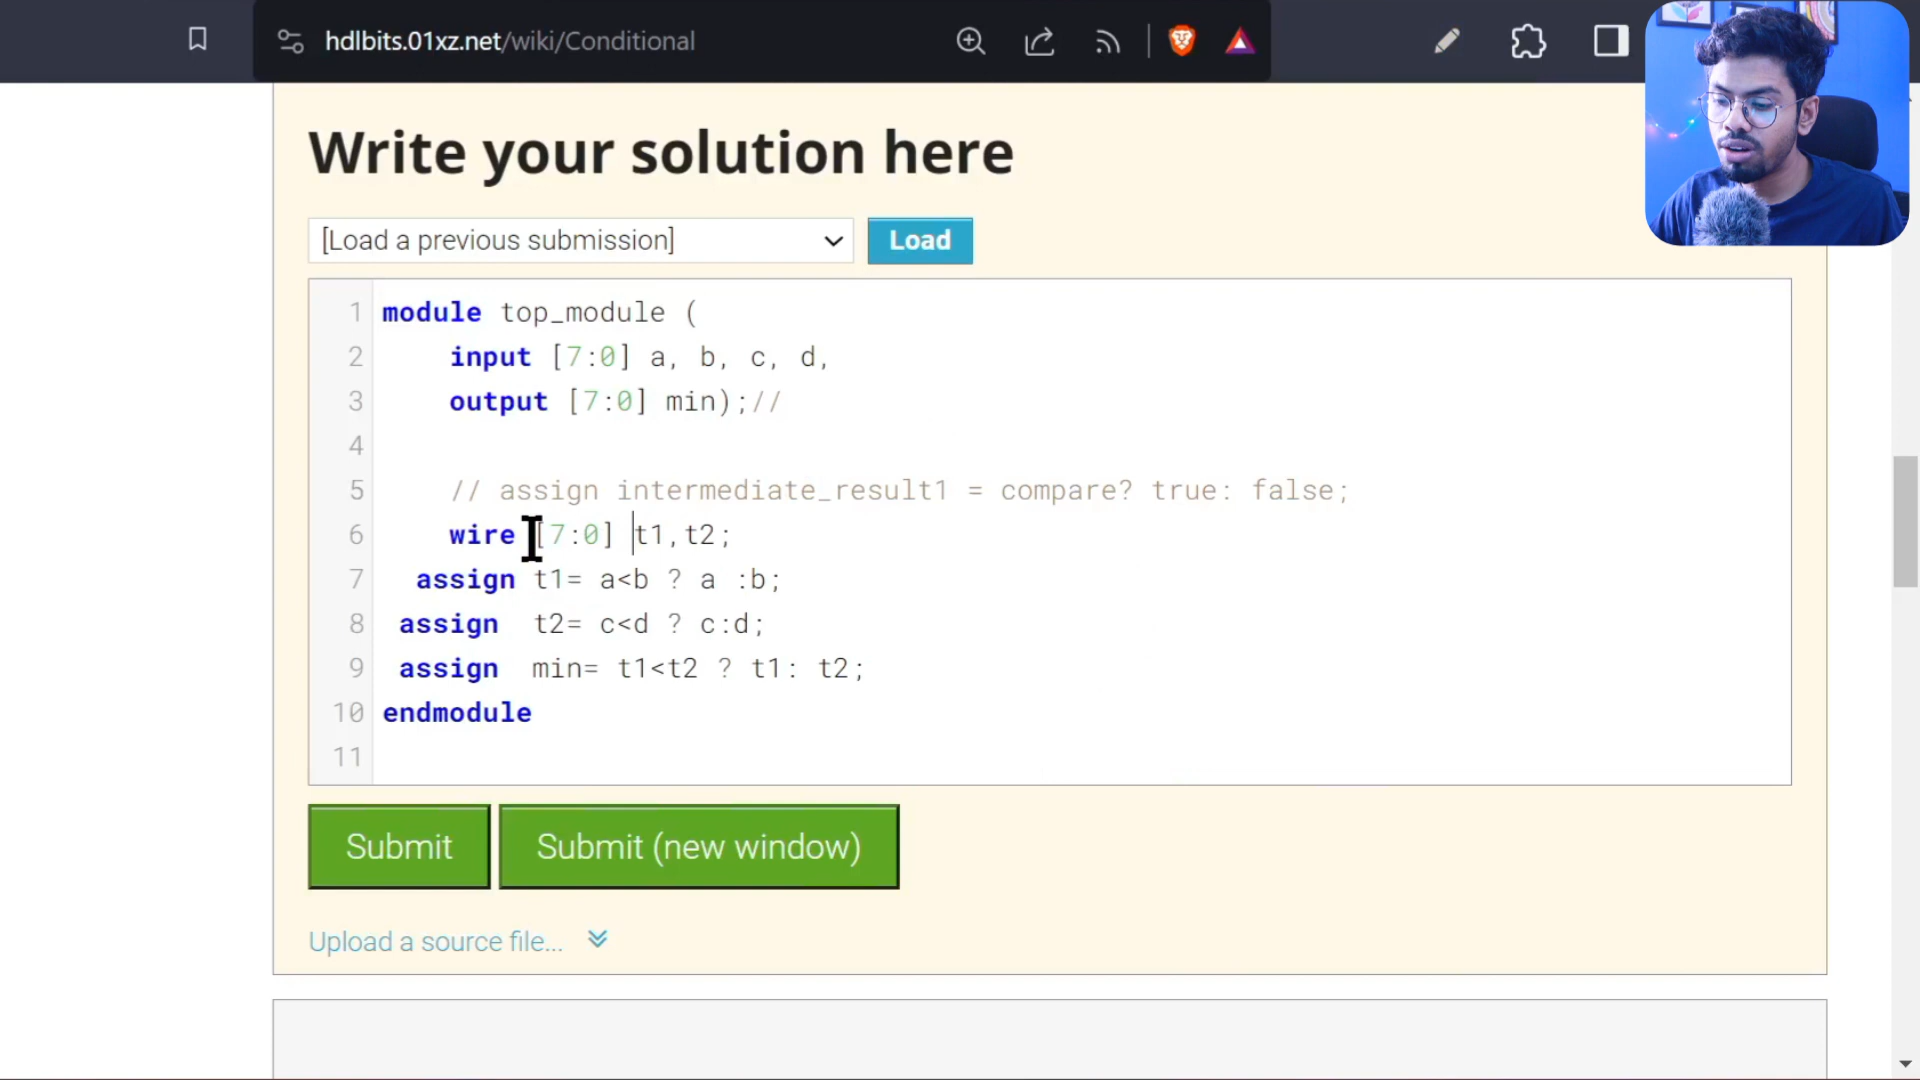 hdlbits.01xz.net/wiki/Conditional
Write your solution here
[Load a previous submission]
Load
1 module top_module (
2 input [7:0] a, b, c, d,
3 output [7:0] min);//
4
5 // assign intermediate_result1 = compare? true: false;
6 wire [7:0] t1,t2;
7 assign t1= a<b ? a :b;
8 assign t2= c<d ? c:d;
9 assign min= t1<t2 ? t1: t2;
10 endmodule
11
Submit
Submit (new window)
Upload a source file...